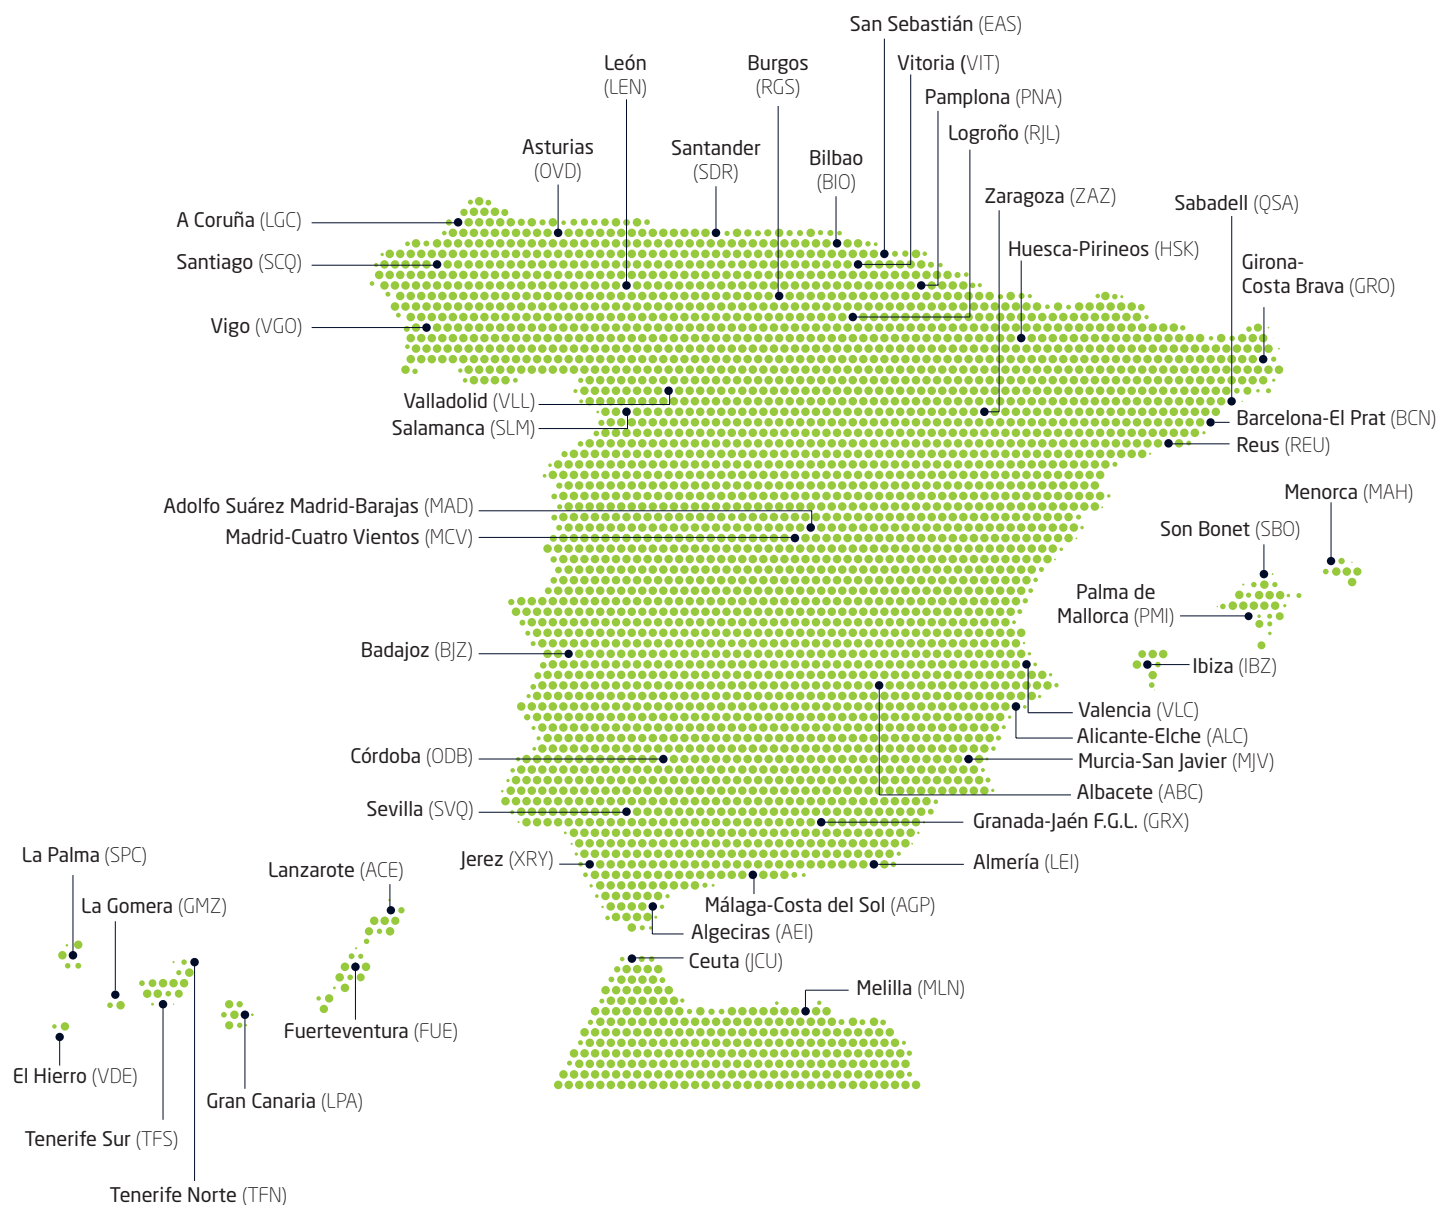 San Sebastián (EAS)
León
(LEN)
Burgos
(RGS)
Vitoria (VIT)
Pamplona (PNA)
Logroño (RJL)
Asturias
(OVD)
Santander
(SDR)
Bilbao
(BIO)
Zaragoza (ZAZ)
Sabadell (QSA)
A Coruña (LGC)
Huesca-Pirineos (HSK)
Santiago (SCQ)
Girona-
Costa Brava (GRO)
Vigo (VGO)
Valladolid (VLL)
Salamanca (SLM)
Barcelona-El Prat (BCN)
Reus (REU)
Adolfo Suárez Madrid-Barajas (MAD)
Madrid-Cuatro Vientos (MCV)
Menorca (MAH)
Son Bonet (SBO)
Palma de
Mallorca (PMI)
Badajoz (BJZ)
Ibiza (IBZ)
Valencia (VLC)
Alicante-Elche (ALC)
Córdoba (ODB)
Murcia-San Javier (MJV)
Albacete (ABC)
Sevilla (SVQ)
Granada-Jaén F.G.L. (GRX)
La Palma (SPC)
Lanzarote (ACE)
Jerez (XRY)
Almería (LEI)
La Gomera (GMZ)
Málaga-Costa del Sol (AGP)
Algeciras (AEI)
Ceuta (JCU)
Melilla (MLN)
Fuerteventura (FUE)
El Hierro (VDE)
Gran Canaria (LPA)
Tenerife Sur (TFS)
Tenerife Norte (TFN)